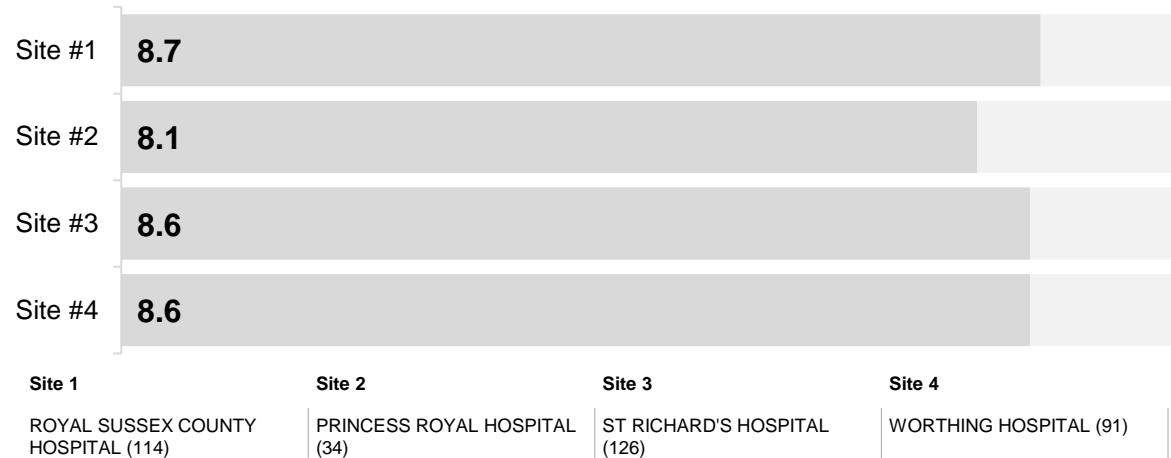 Site #1 8.7
Site #2 8.1
Site #3 8.6
Site #4 8.6
Site 1 Site 2 Site 3 Site 4
ROYAL SUSSEX COUNTY
HOSPITAL (114)
PRINCESS ROYAL HOSPITAL
(34)
ST RICHARD'S HOSPITAL
(126)
WORTHING HOSPITAL (91)